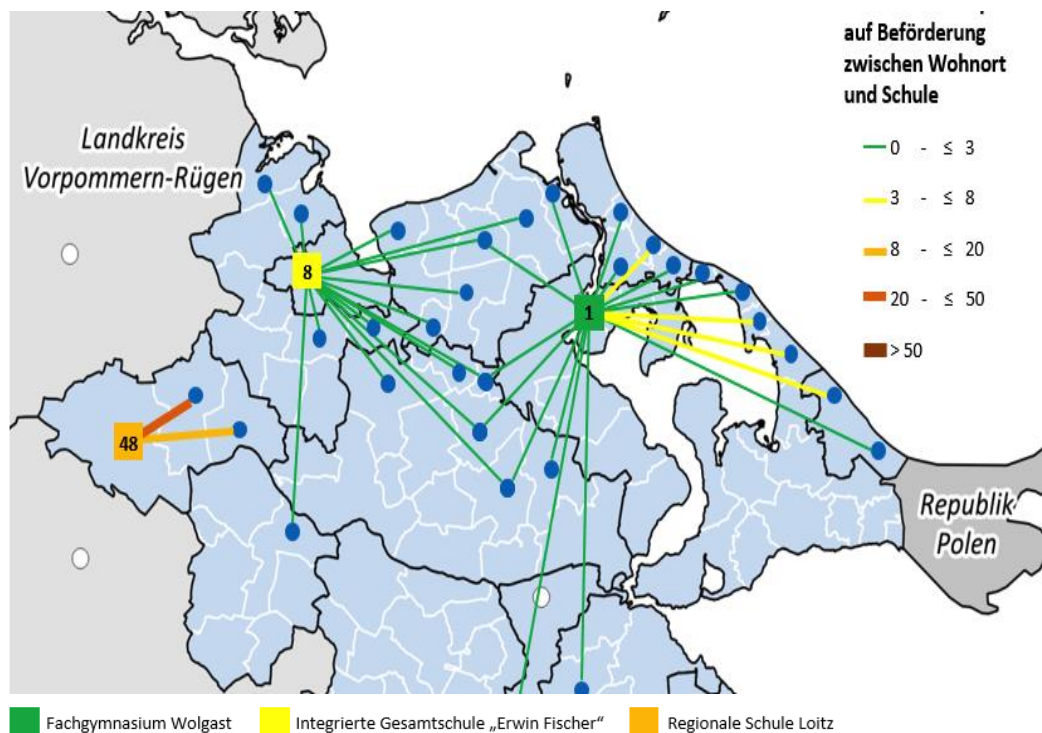 auf Beförderung
zwischen Wohnort
und Schule
0 - ≤ 3
3 - ≤ 8
8 - ≤ 20
20 - ≤ 50
> 50
Landkreis
Vorpommern-Rügen
8
1
48
Republik
Polen
Fachgymnasium Wolgast
Integrierte Gesamtschule „Erwin Fischer“
Regionale Schule Loitz